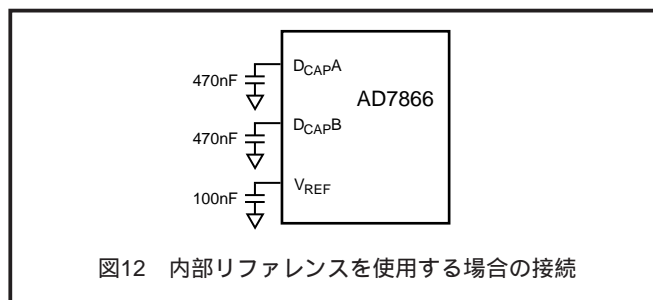 470nF
DCAPA
AD7866
470nF
DCAPB
100nF
VREF
図12 内部リファレンスを使用する場合の接続